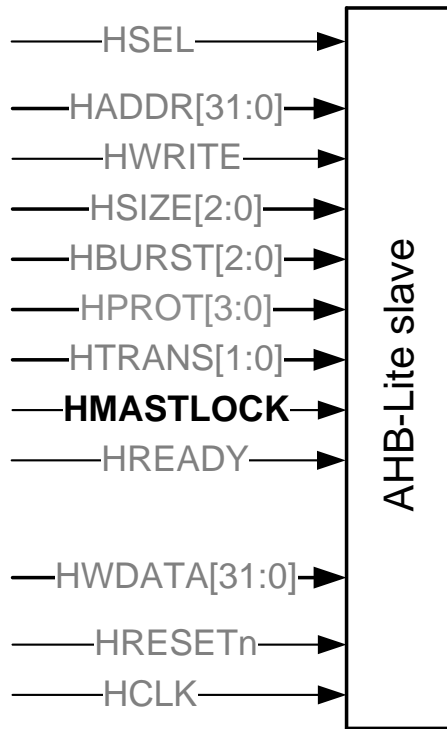 HSEL
HADDR[31:0]
HWRITE
HSIZE[2:0]
HBURST[2:0]
HPROT[3:0]
HTRANS[1:0]
HMASTLOCK
HREADY
HWDATA[31:0]
HRESETn
HCLK
AHB-Lite slave